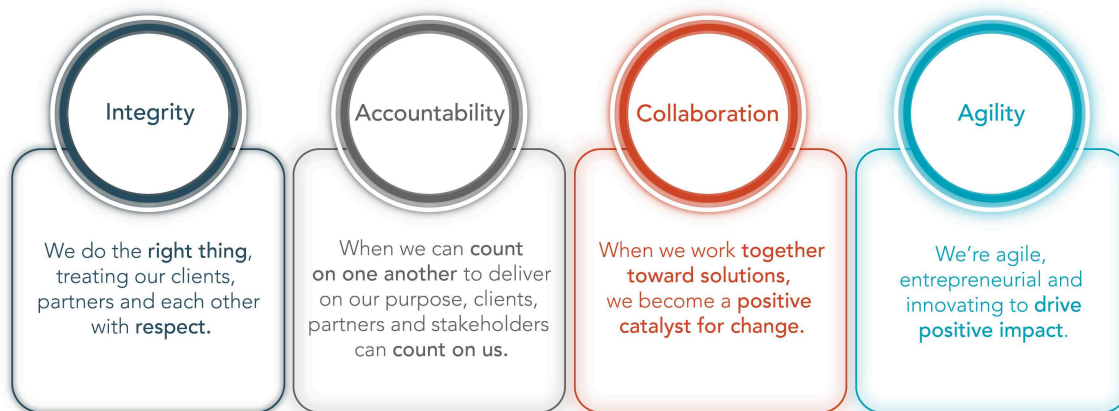 Integrity
We do the right thing,
treating our clients,
partners and each other
with respect.
Accountability
When we can count
on one another to deliver
on our purpose, clients,
partners and stakeholders
can count on us.
Collaboration
When we work together
toward solutions,
we become a positive
catalyst for change.
Agility
We’re agile,
entrepreneurial and
innovating to drive
positive impact.